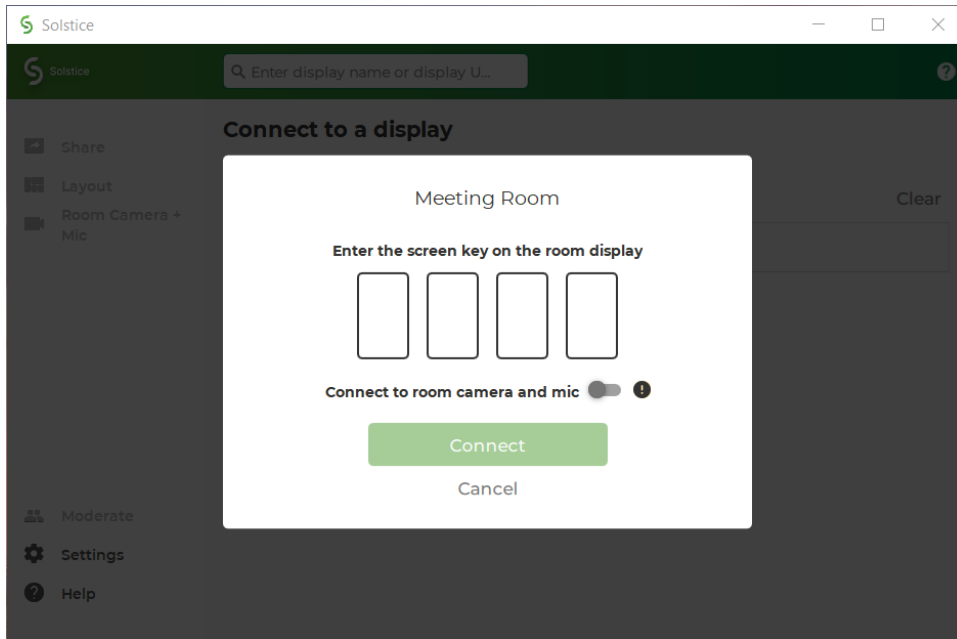 Solstice
Solstice
Enter display name or display U...
Connect to a display
Share
Layout
Clear
Room Camera +
Mic
Meeting Room
Enter the screen key on the room display
Connect to room camera and mic
Connect
Cancel
Moderate
Settings
Help